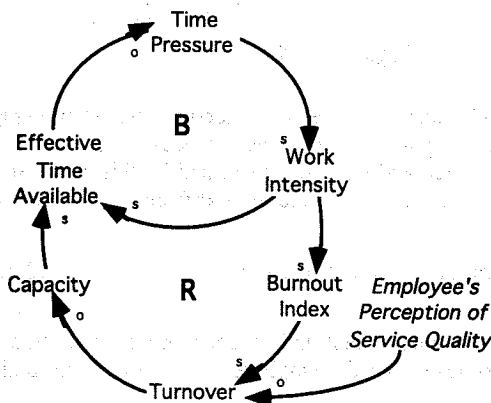 Time
Pressure
o
B
Effective
Time
Available
s
s
s
Work
Intensity
s
Capacity
o
R
Burnout
Index
Employee's
Perception of
Service Quality
s
o
Turnover